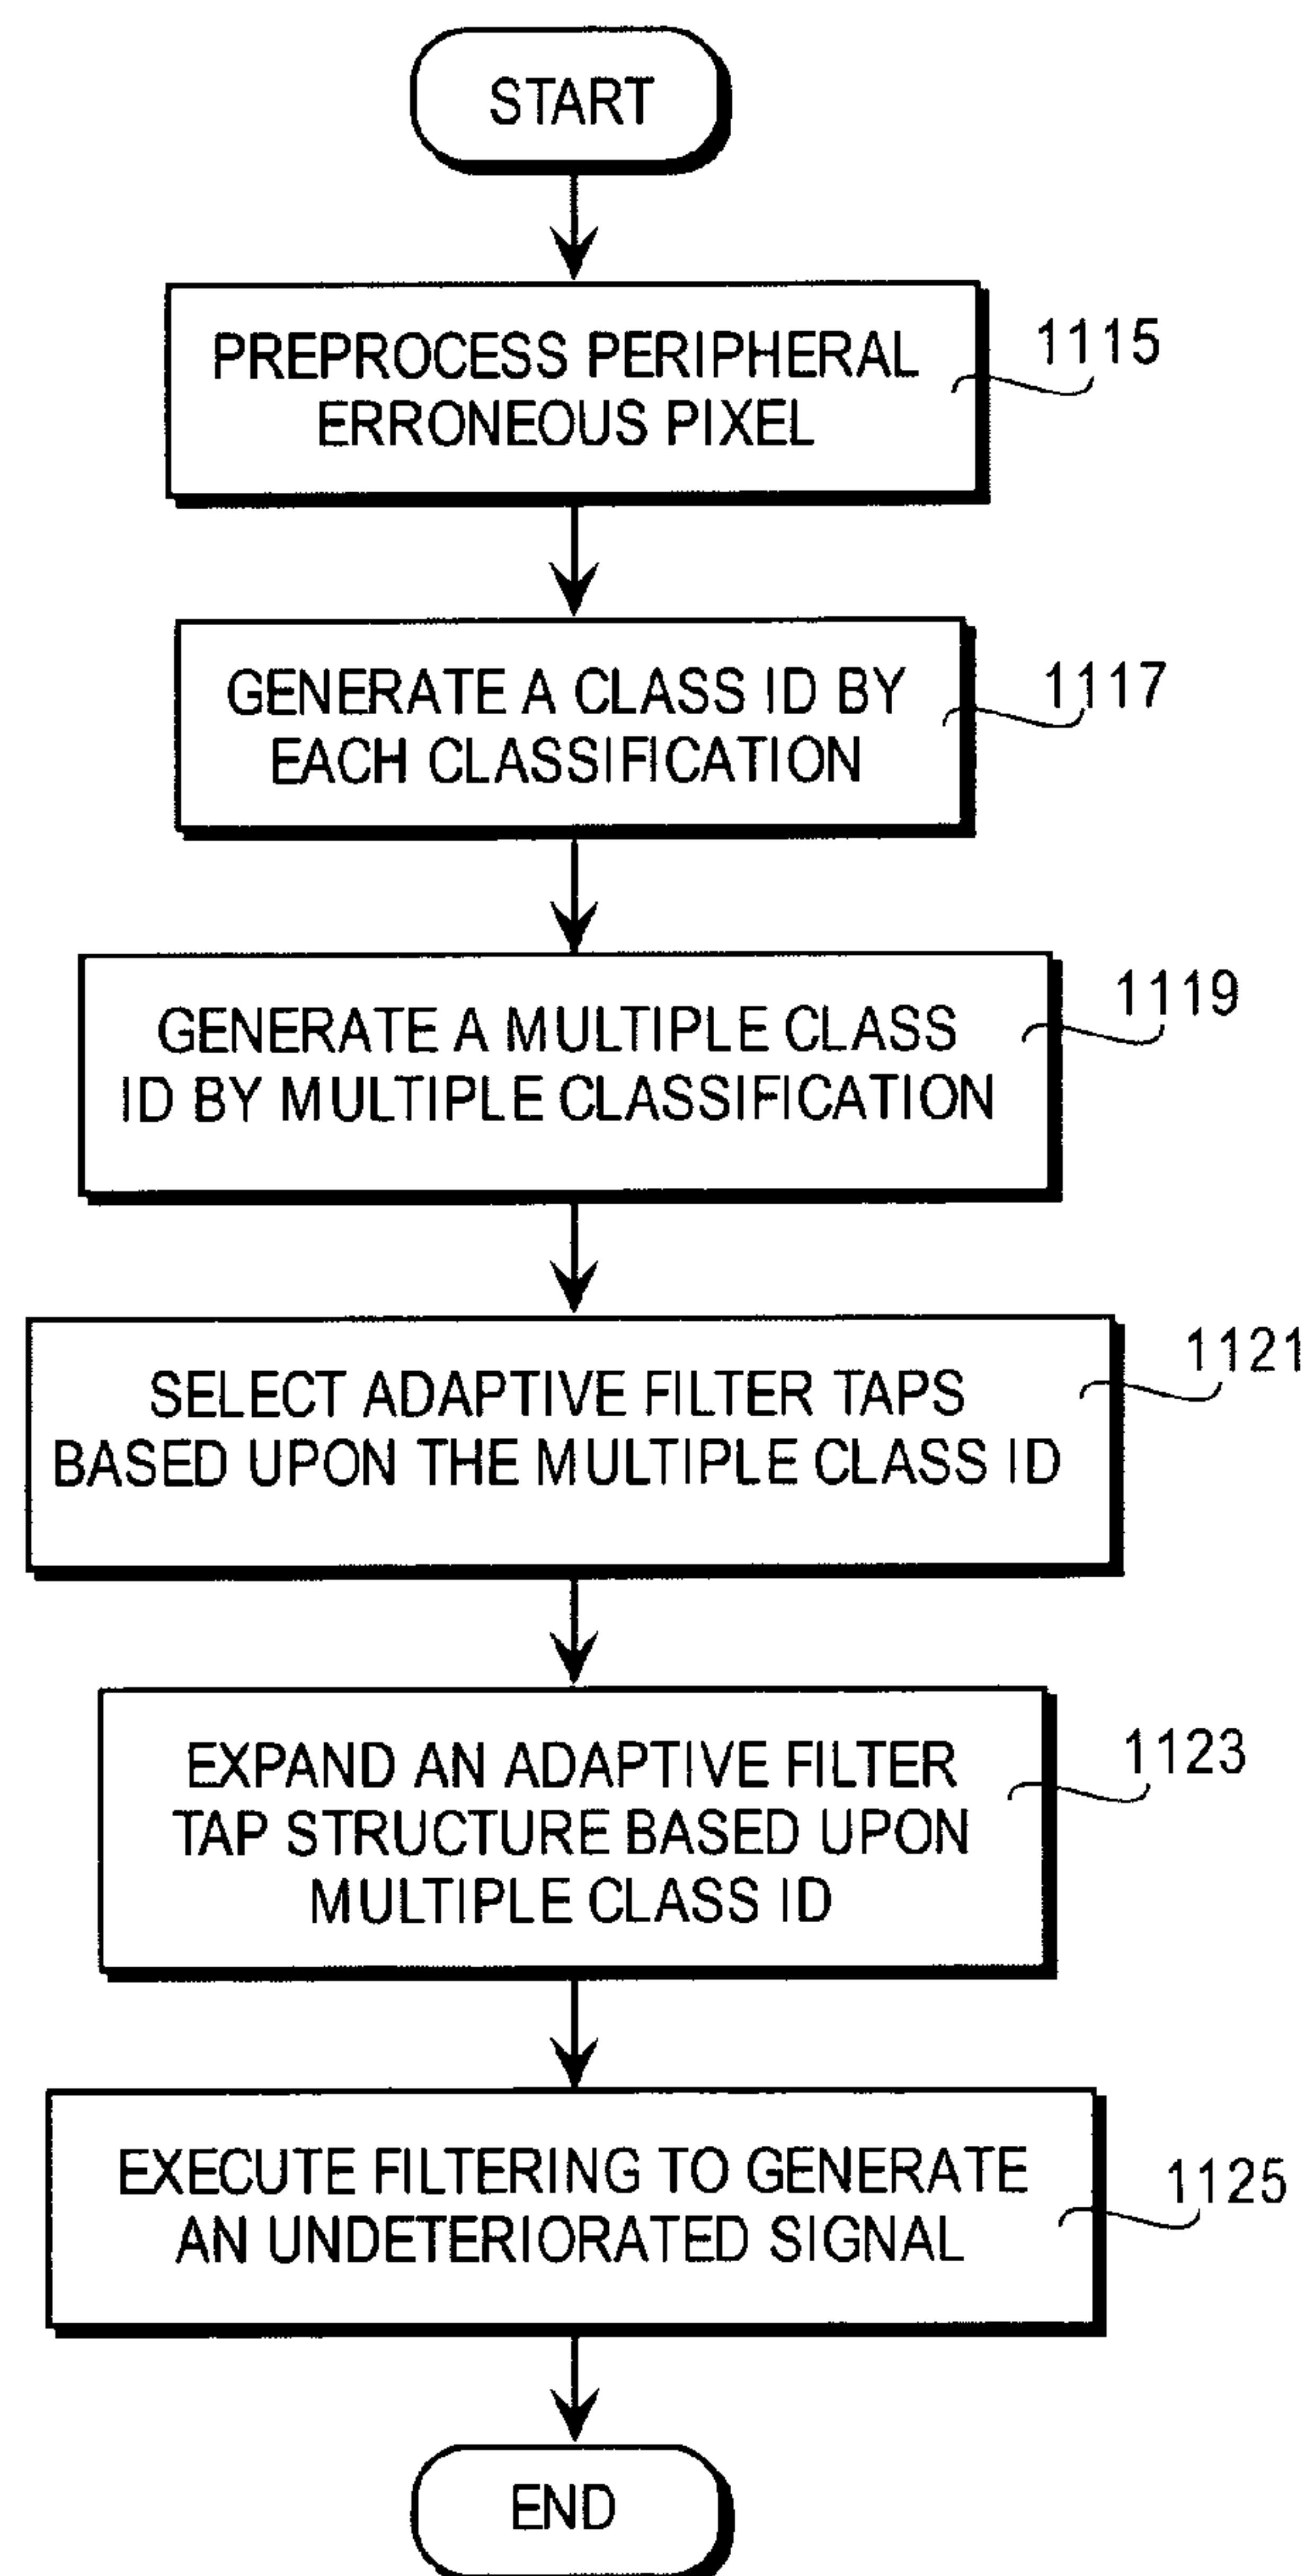 START
PREPROCESS PERIPHERAL
ERRONEOUS PIXEL
1115
GENERATE A CLASS ID BY
EACH CLASSIFICATION
1117
GENERATE A MULTIPLE CLASS
ID BY MULTIPLE CLASSIFICATION
1119
SELECT ADAPTIVE FILTER TAPS
BASED UPON THE MULTIPLE CLASS ID
1121
EXPAND AN ADAPTIVE FILTER
TAP STRUCTURE BASED UPON
MULTIPLE CLASS ID
1123
EXECUTE FILTERING TO GENERATE
AN UNDETERIORATED SIGNAL
1125
END